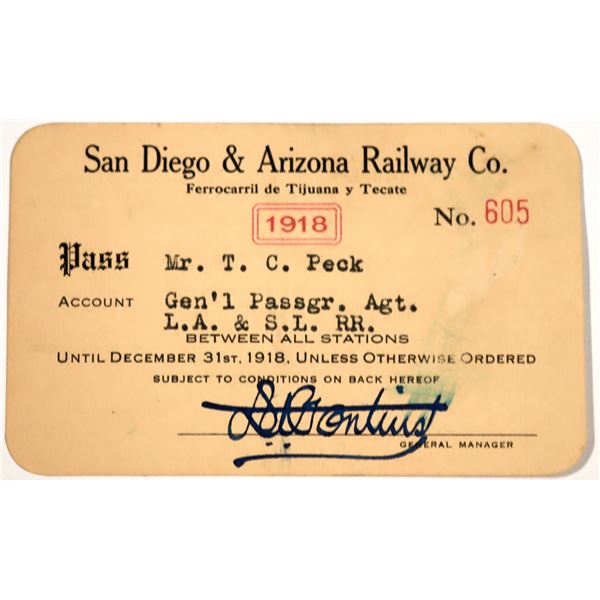 San Diego & Arizona Railway Co.
Ferrocarril de Tijuana y Tecate
1918
No. 605
Pass Mr. T. C. Peck
ACCOUNT Gen'l Passgr. Agt.
L.A. & S.L. RR.
BETWEEN ALL STATIONS
UNTIL DECEMBER 31ST, 1918, UNLESS OTHERWISE ORDERED
SUBJECT TO CONDITIONS ON BACK HEREOF
GENERAL MANAGER